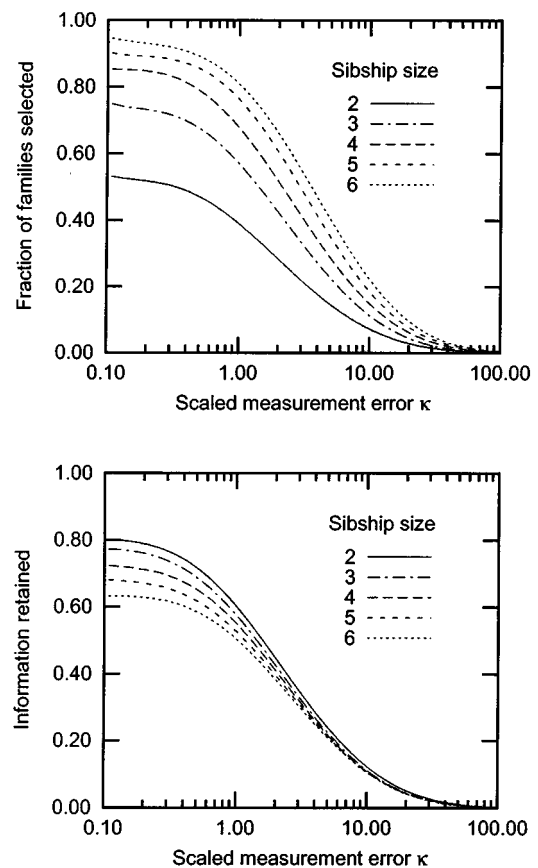 1.00
0.80
0.60
0.40
0.20
0.00
Fraction of families selected
Sibship size
2
3
4
5
6
0.10 1.00 10.00 100.00
Scaled measurement error κ
1.00
0.80
0.60
0.40
0.20
0.00
Information retained
Sibship size
2
3
4
5
6
0.10 1.00 10.00 100.00
Scaled measurement error κ